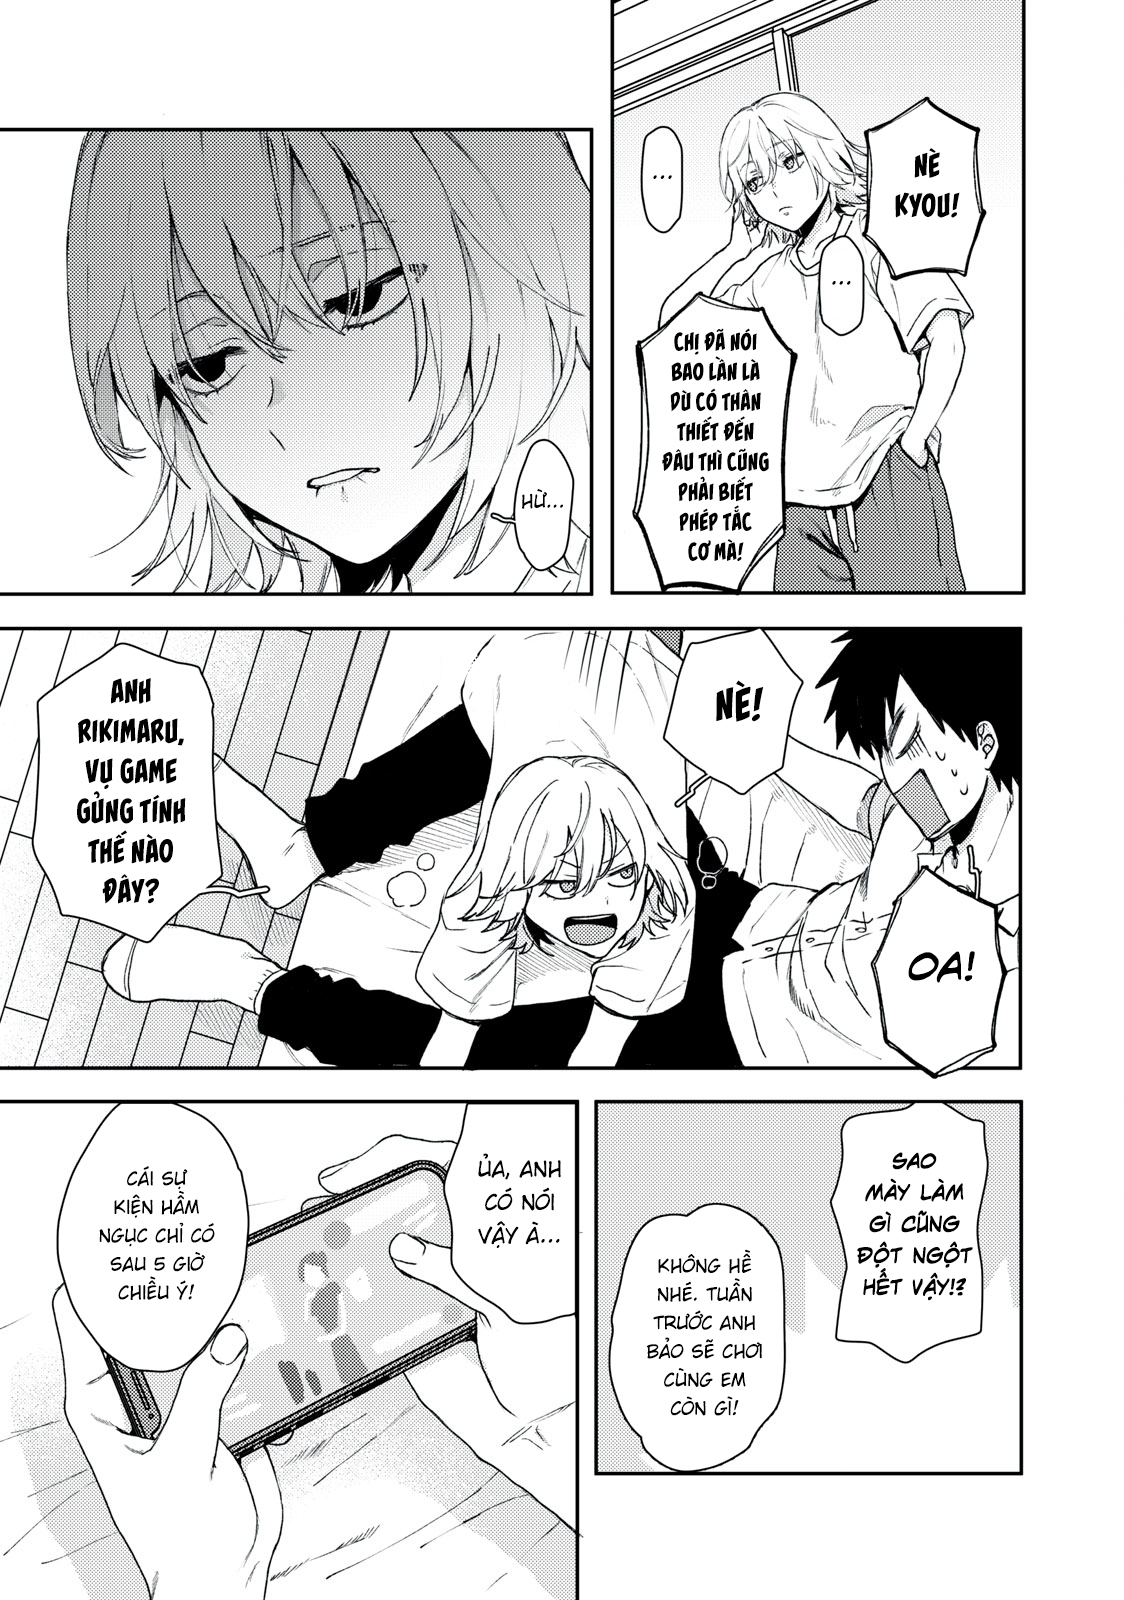 NÈ
KYOU!
...
...
CHỊ ĐÃ NÓI
BAO LẦN LÀ
DÙ CÓ THÂN
THIẾT ĐẾN
ĐÂU THÌ CŨNG
PHẢI BIẾT
PHÉP TẮC
CƠ MÀ!
HỪ...
NÈ!
OA!
ANH
RIKIMARU,
VỤ GAME
GỦNG TÍNH
THẾ NÀO
ĐÂY?
SAO
MÀY LÀM
GÌ CŨNG
ĐỘT NGỘT
HẾT VẬY!?
KHÔNG HỀ
NHÉ. TUẦN
TRƯỚC ANH
BẢO SẼ CHƠI
CÙNG EM
CÒN GÌ!
ỦA, ANH
CÓ NÓI
VẬY À...
CÁI SỰ
KIỆN HẦM
NGỤC CHỈ CÓ
SAU 5 GIỜ
CHIỀU Ý!